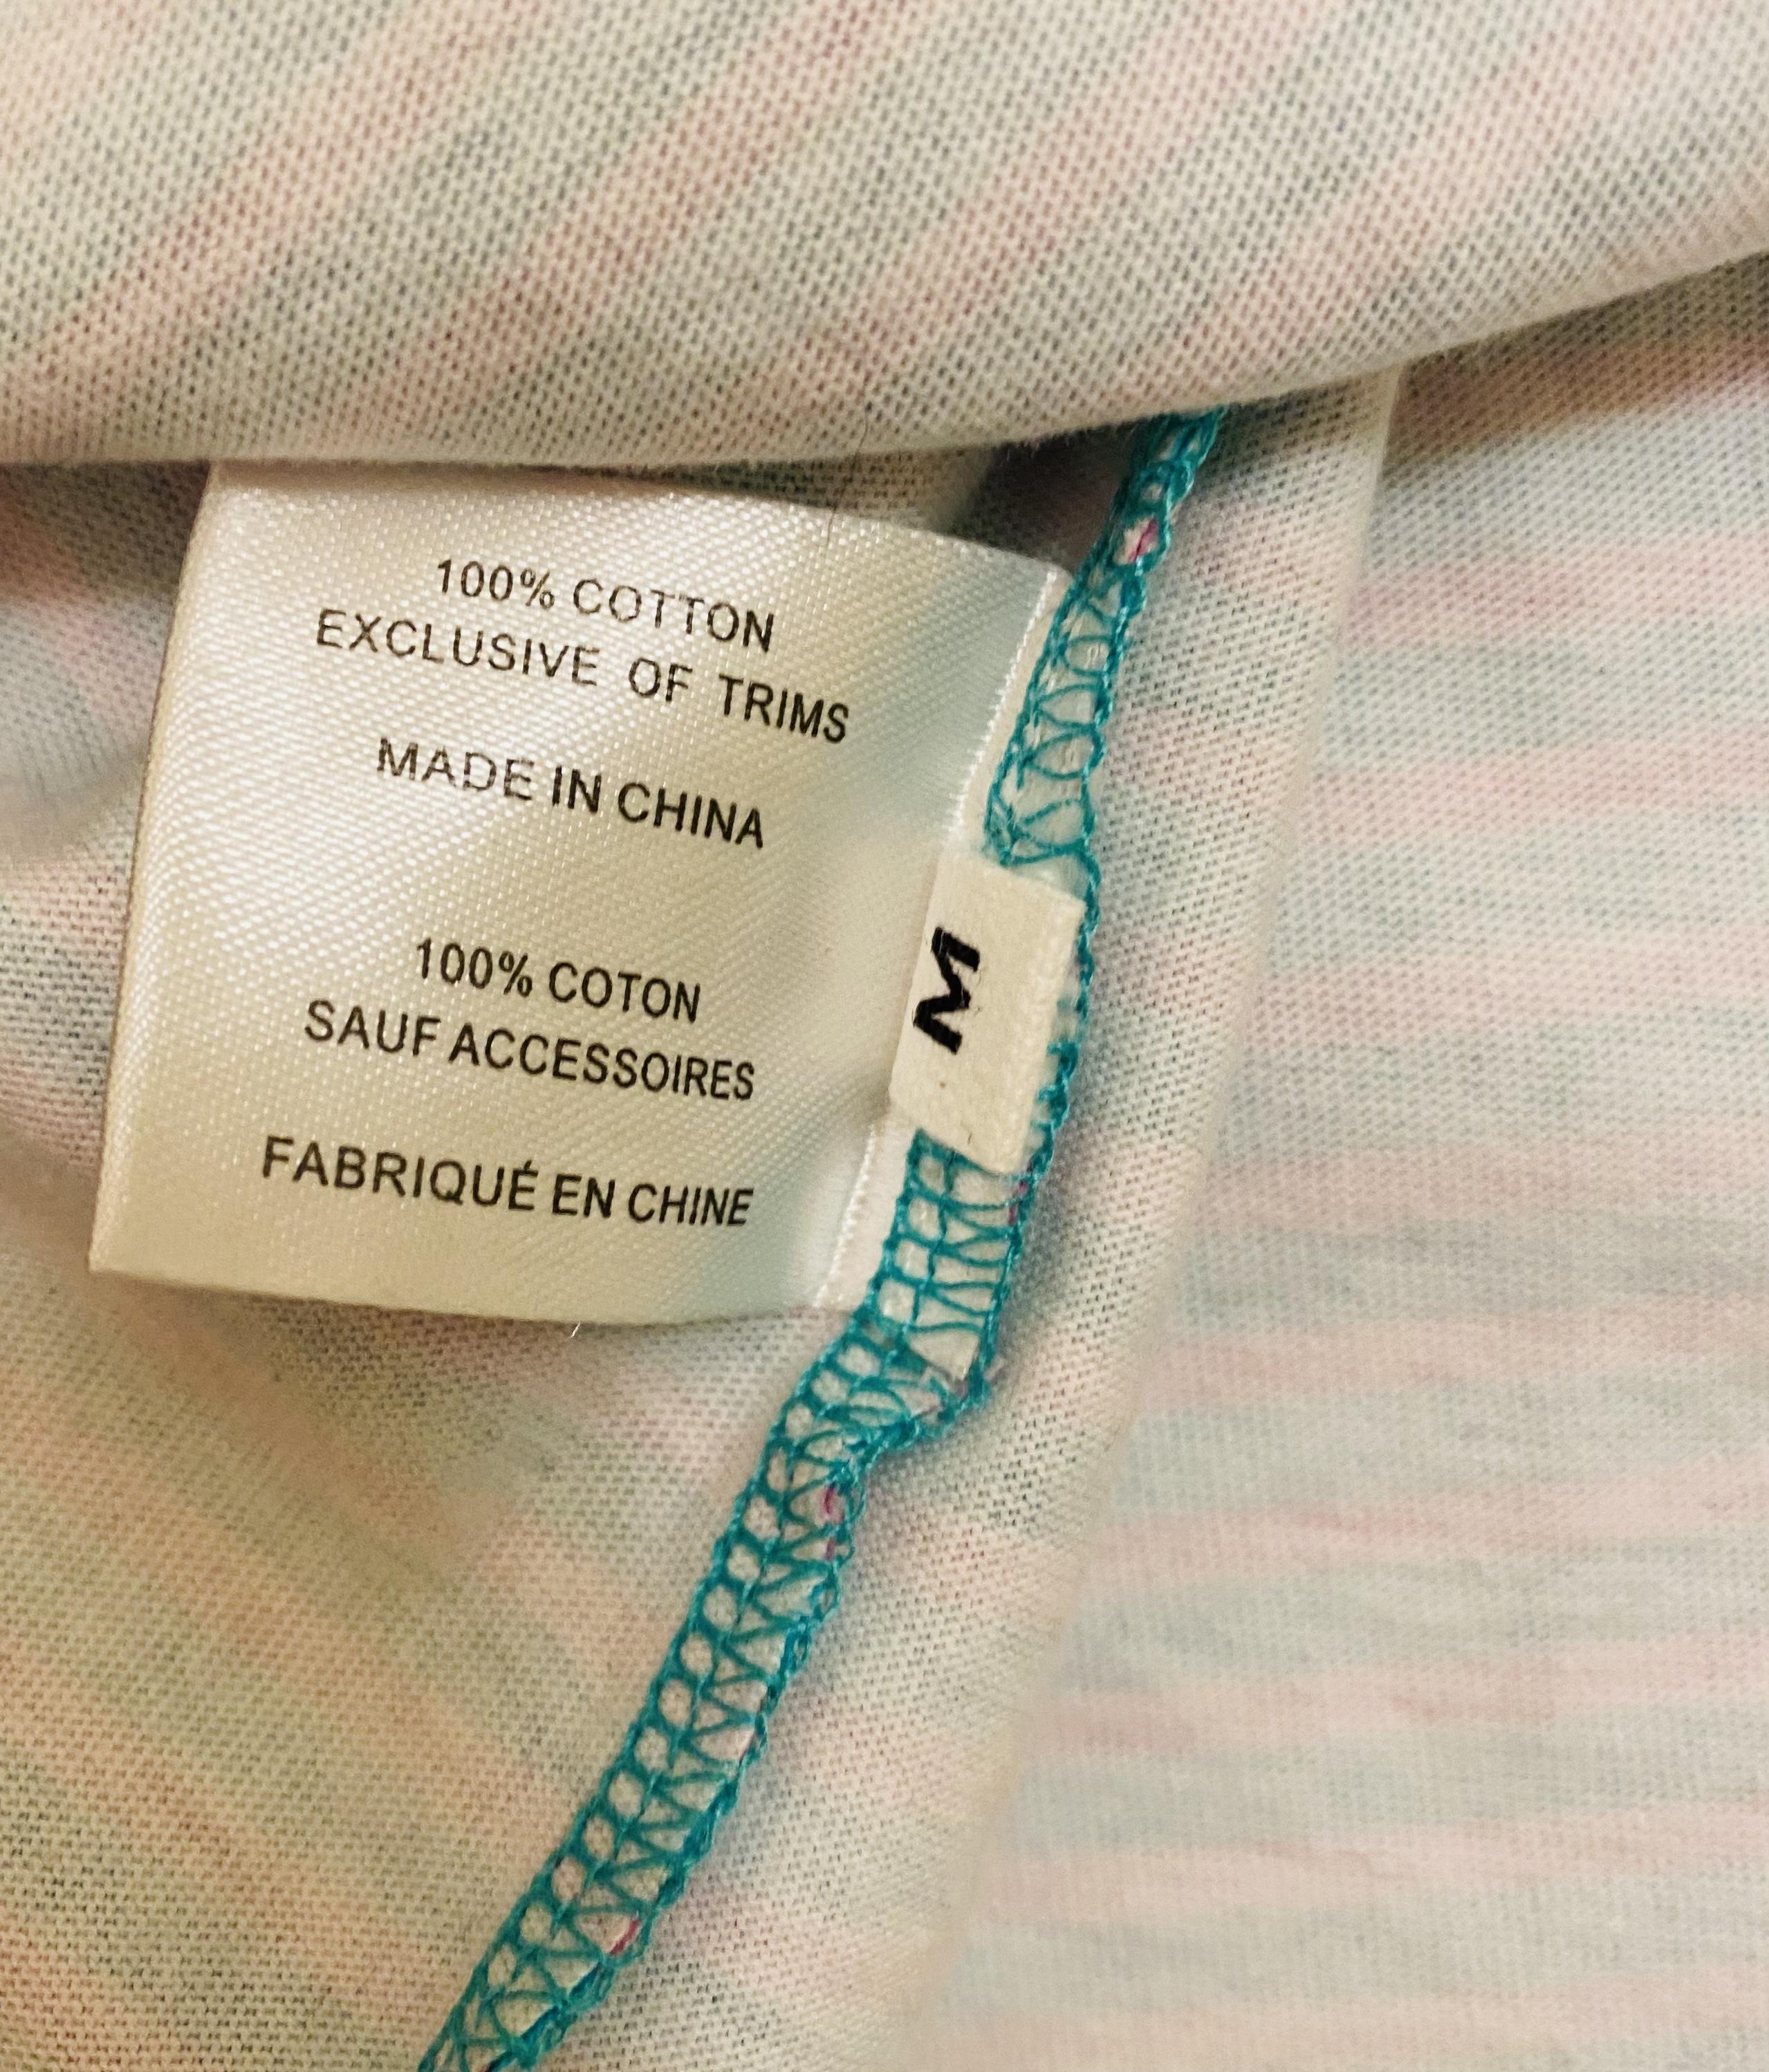 100% COTTON
EXCLUSIVE OF TRIMS
MADE IN CHINA
100% COTON
SAUF ACCESSOIRES
FABRIQUÉ EN CHINE
M